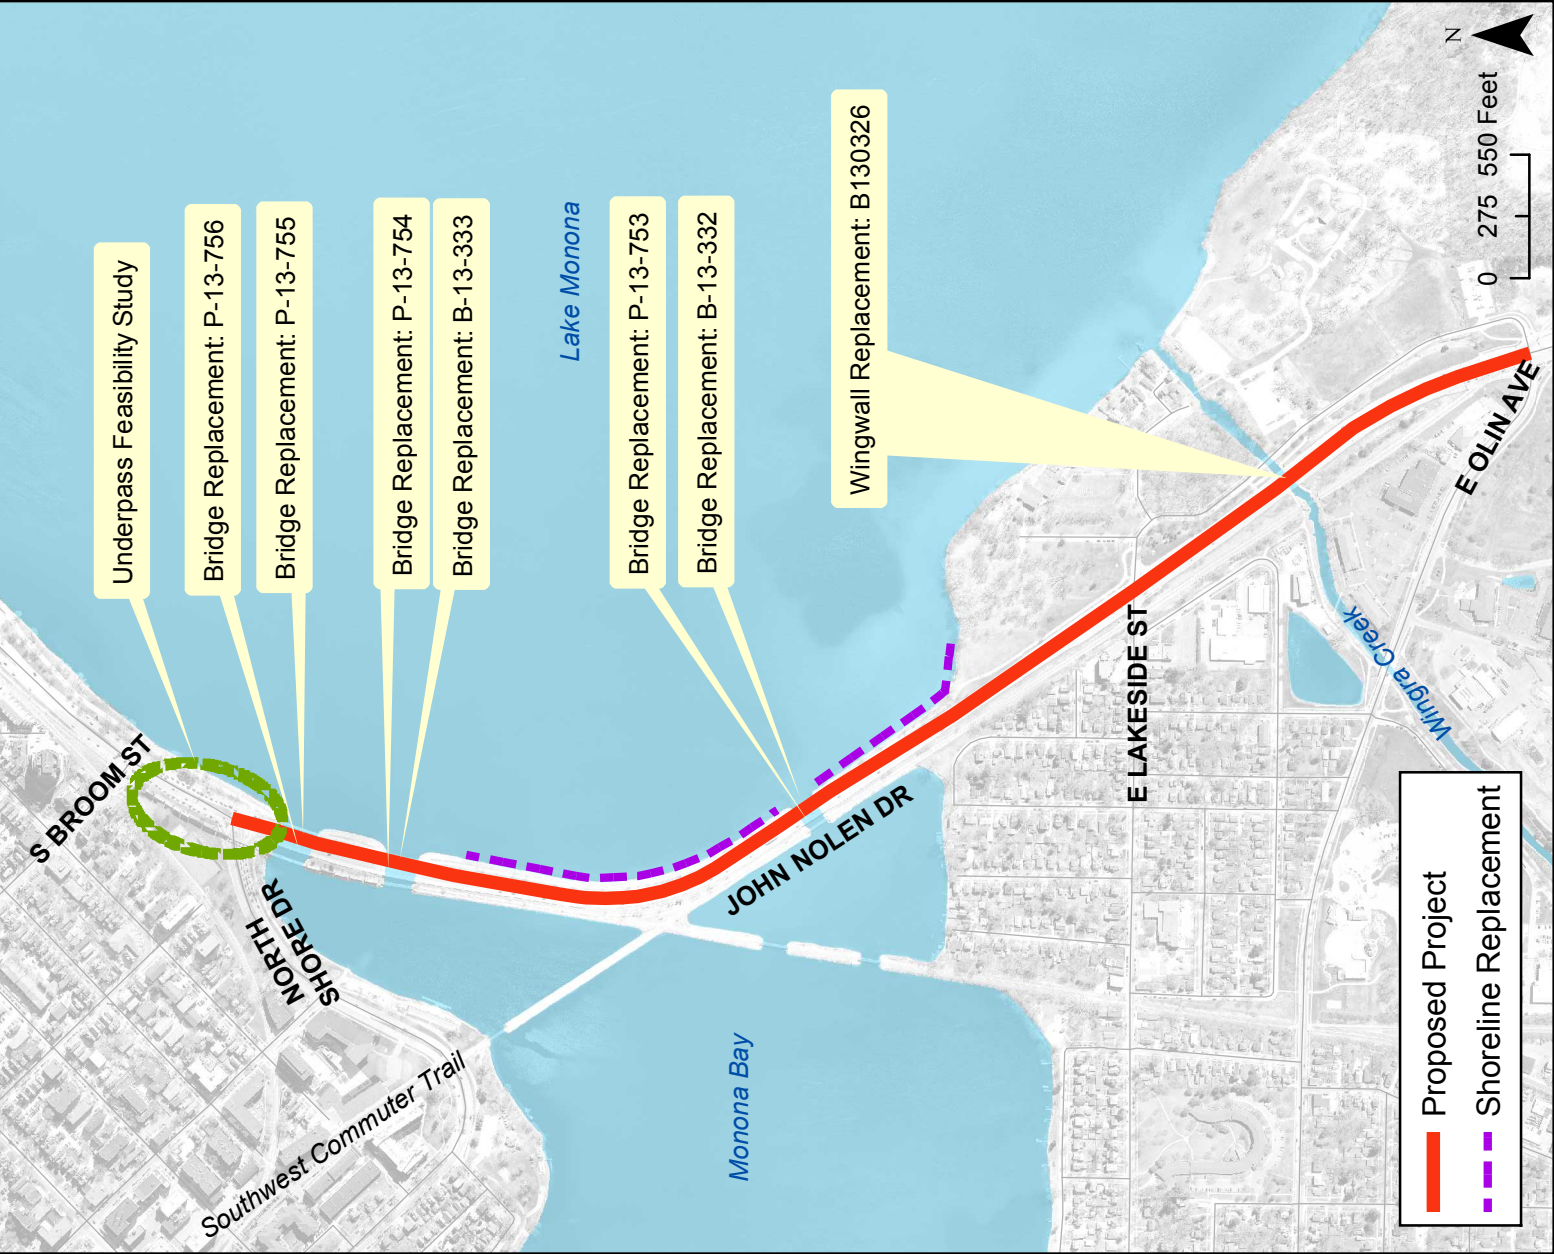 S BROOM ST
Underpass Feasibility Study
Bridge Replacement: P-13-756
Bridge Replacement: P-13-755
Bridge Replacement: P-13-754
Bridge Replacement: B-13-333
Lake Monona
Bridge Replacement: P-13-753
Bridge Replacement: B-13-332
Wingwall Replacement: B130326
NORTH
SHORE DR
Southwest Commuter Trail
JOHN NOLEN DR
Monona Bay
E LAKESIDE ST
Wingra Creek
E OLIN AVE
N
0 275 550 Feet
Proposed Project
Shoreline Replacement